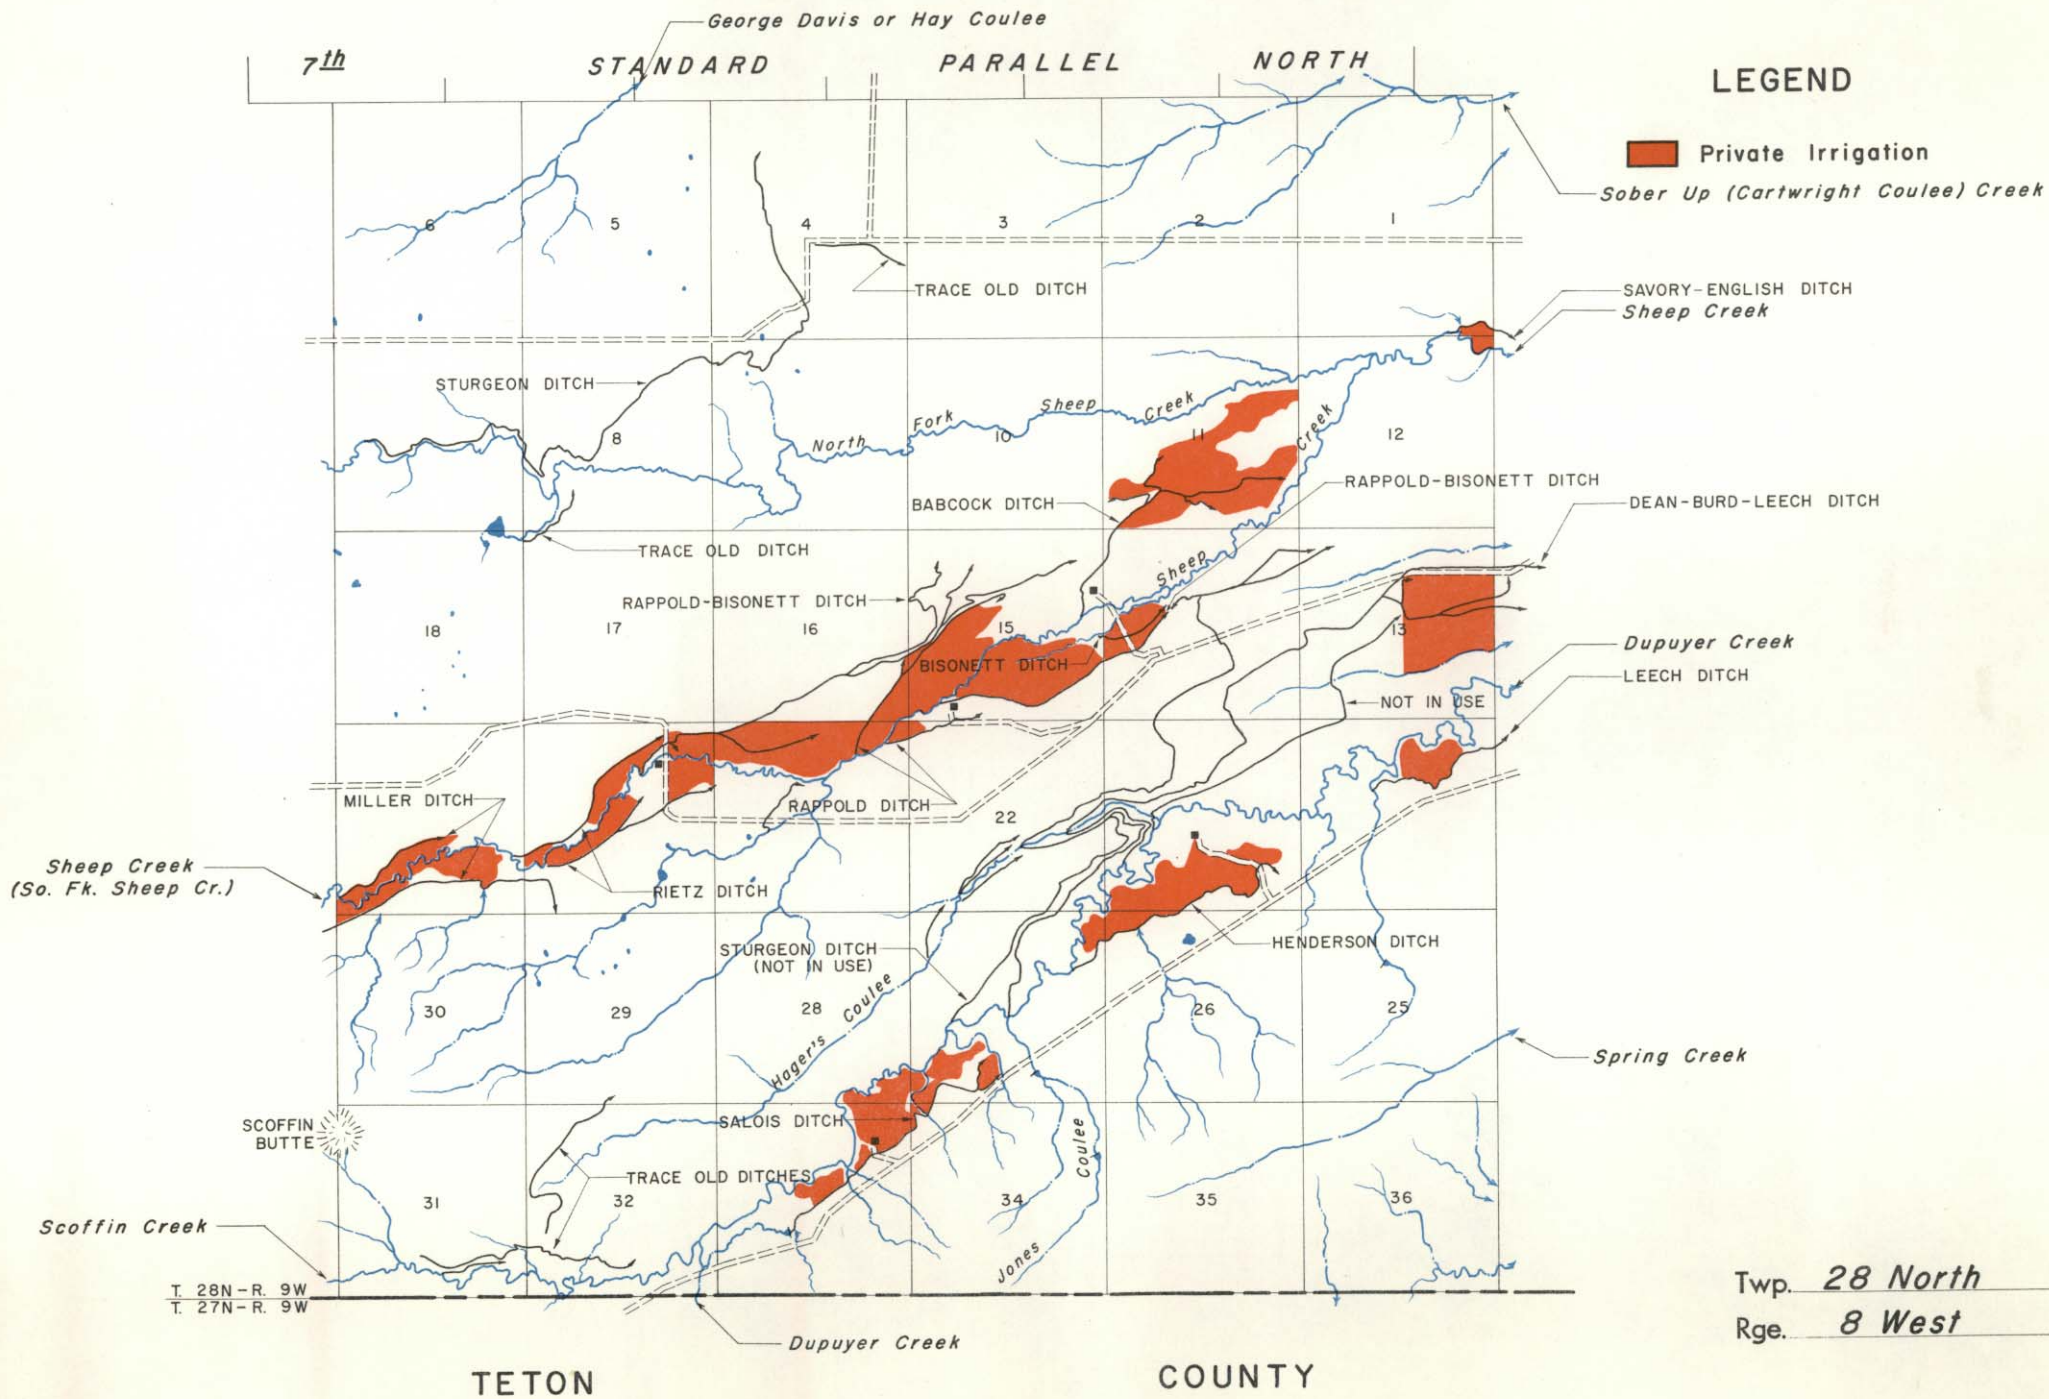 George Davis or Hay Coulee
7th STANDARD PARALLEL NORTH
LEGEND
Private Irrigation
Sober Up (Cartwright Coulee) Creek
6 5 4 3 2 1
TRACE OLD DITCH
SAVORY-ENGLISH DITCH
Sheep Creek
STURGEON DITCH
North Fork Sheep Creek
8 10 11 12
Creek
RAPPOLD-BISONETT DITCH
BABCOCK DITCH
DEAN-BURD-LEECH DITCH
TRACE OLD DITCH
Sheep
RAPPOLD-BISONETT DITCH
18 17 16 15 13
Dupuyer Creek
BISONETT DITCH
LEECH DITCH
NOT IN USE
MILLER DITCH
RAPPOLD DITCH
22
Sheep Creek
(So. Fk. Sheep Cr.)
RIETZ DITCH
STURGEON DITCH
(NOT IN USE)
HENDERSON DITCH
Hager's Coulee
30 29 28 26 25
Spring Creek
SCOFFIN
BUTTE
SALOIS DITCH
TRACE OLD DITCHES
31 32 34 35 36
Jones Coulee
Scoffin Creek
T. 28N-R. 9W
T. 27N-R. 9W
Twp. 28 North
Rge. 8 West
Dupuyer Creek
TETON COUNTY